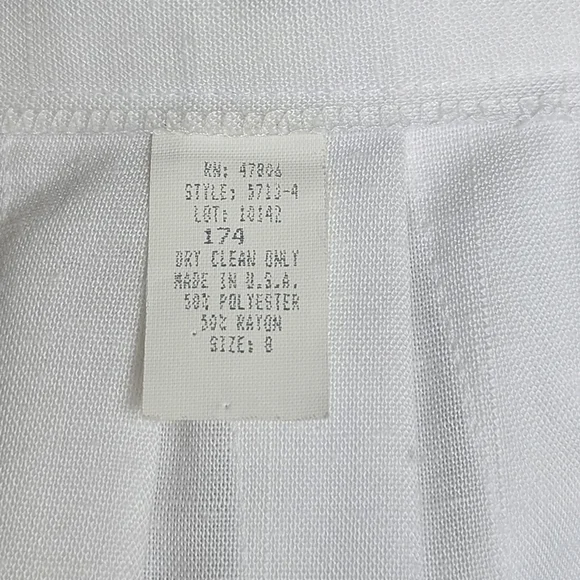 RN: 47806
STYLE: 5713-4
LOT: 10142
174
DRY CLEAN ONLY
MADE IN U.S.A.
50% POLYESTER
50% RAYON
SIZE: 8